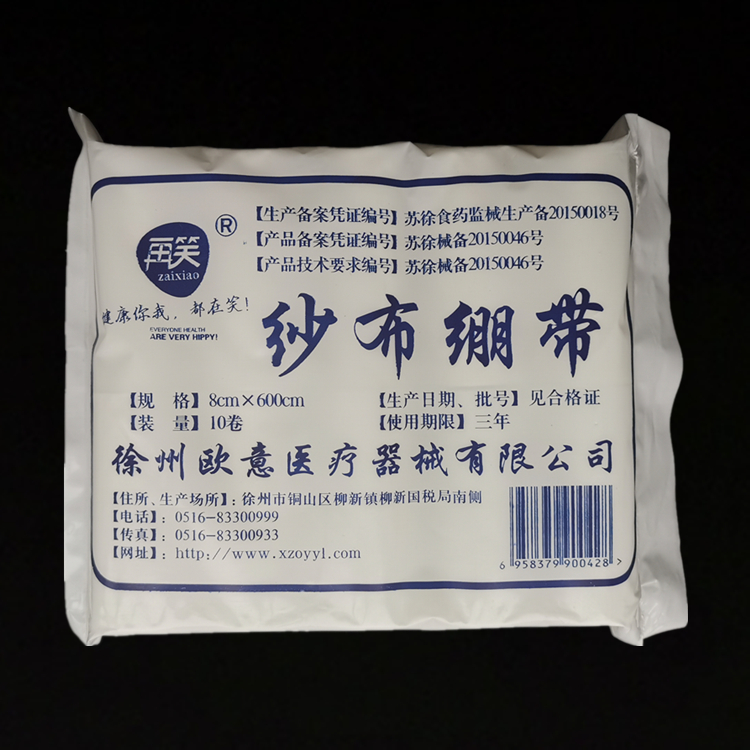 再笑
zaixiao
®
健康你我，都在笑！
EVERYONE HEALTH
ARE VERY HIPPY!
【生产备案凭证编号】苏徐食药监械生产备20150018号
【产品备案凭证编号】苏徐械备20150046号
【产品技术要求编号】苏徐械备20150046号
纱布绷带
【规 格】8cm×600cm
【生产日期、批号】见合格证
【装 量】10卷
【使用期限】三年
徐州欧意医疗器械有限公司
【住所、生产场所】：徐州市铜山区柳新镇柳新国税局南侧
【电话】：0516-83300999
【传真】：0516-83300933
【网址】：http://www.xzoyyl.com
6 958379 900428 >